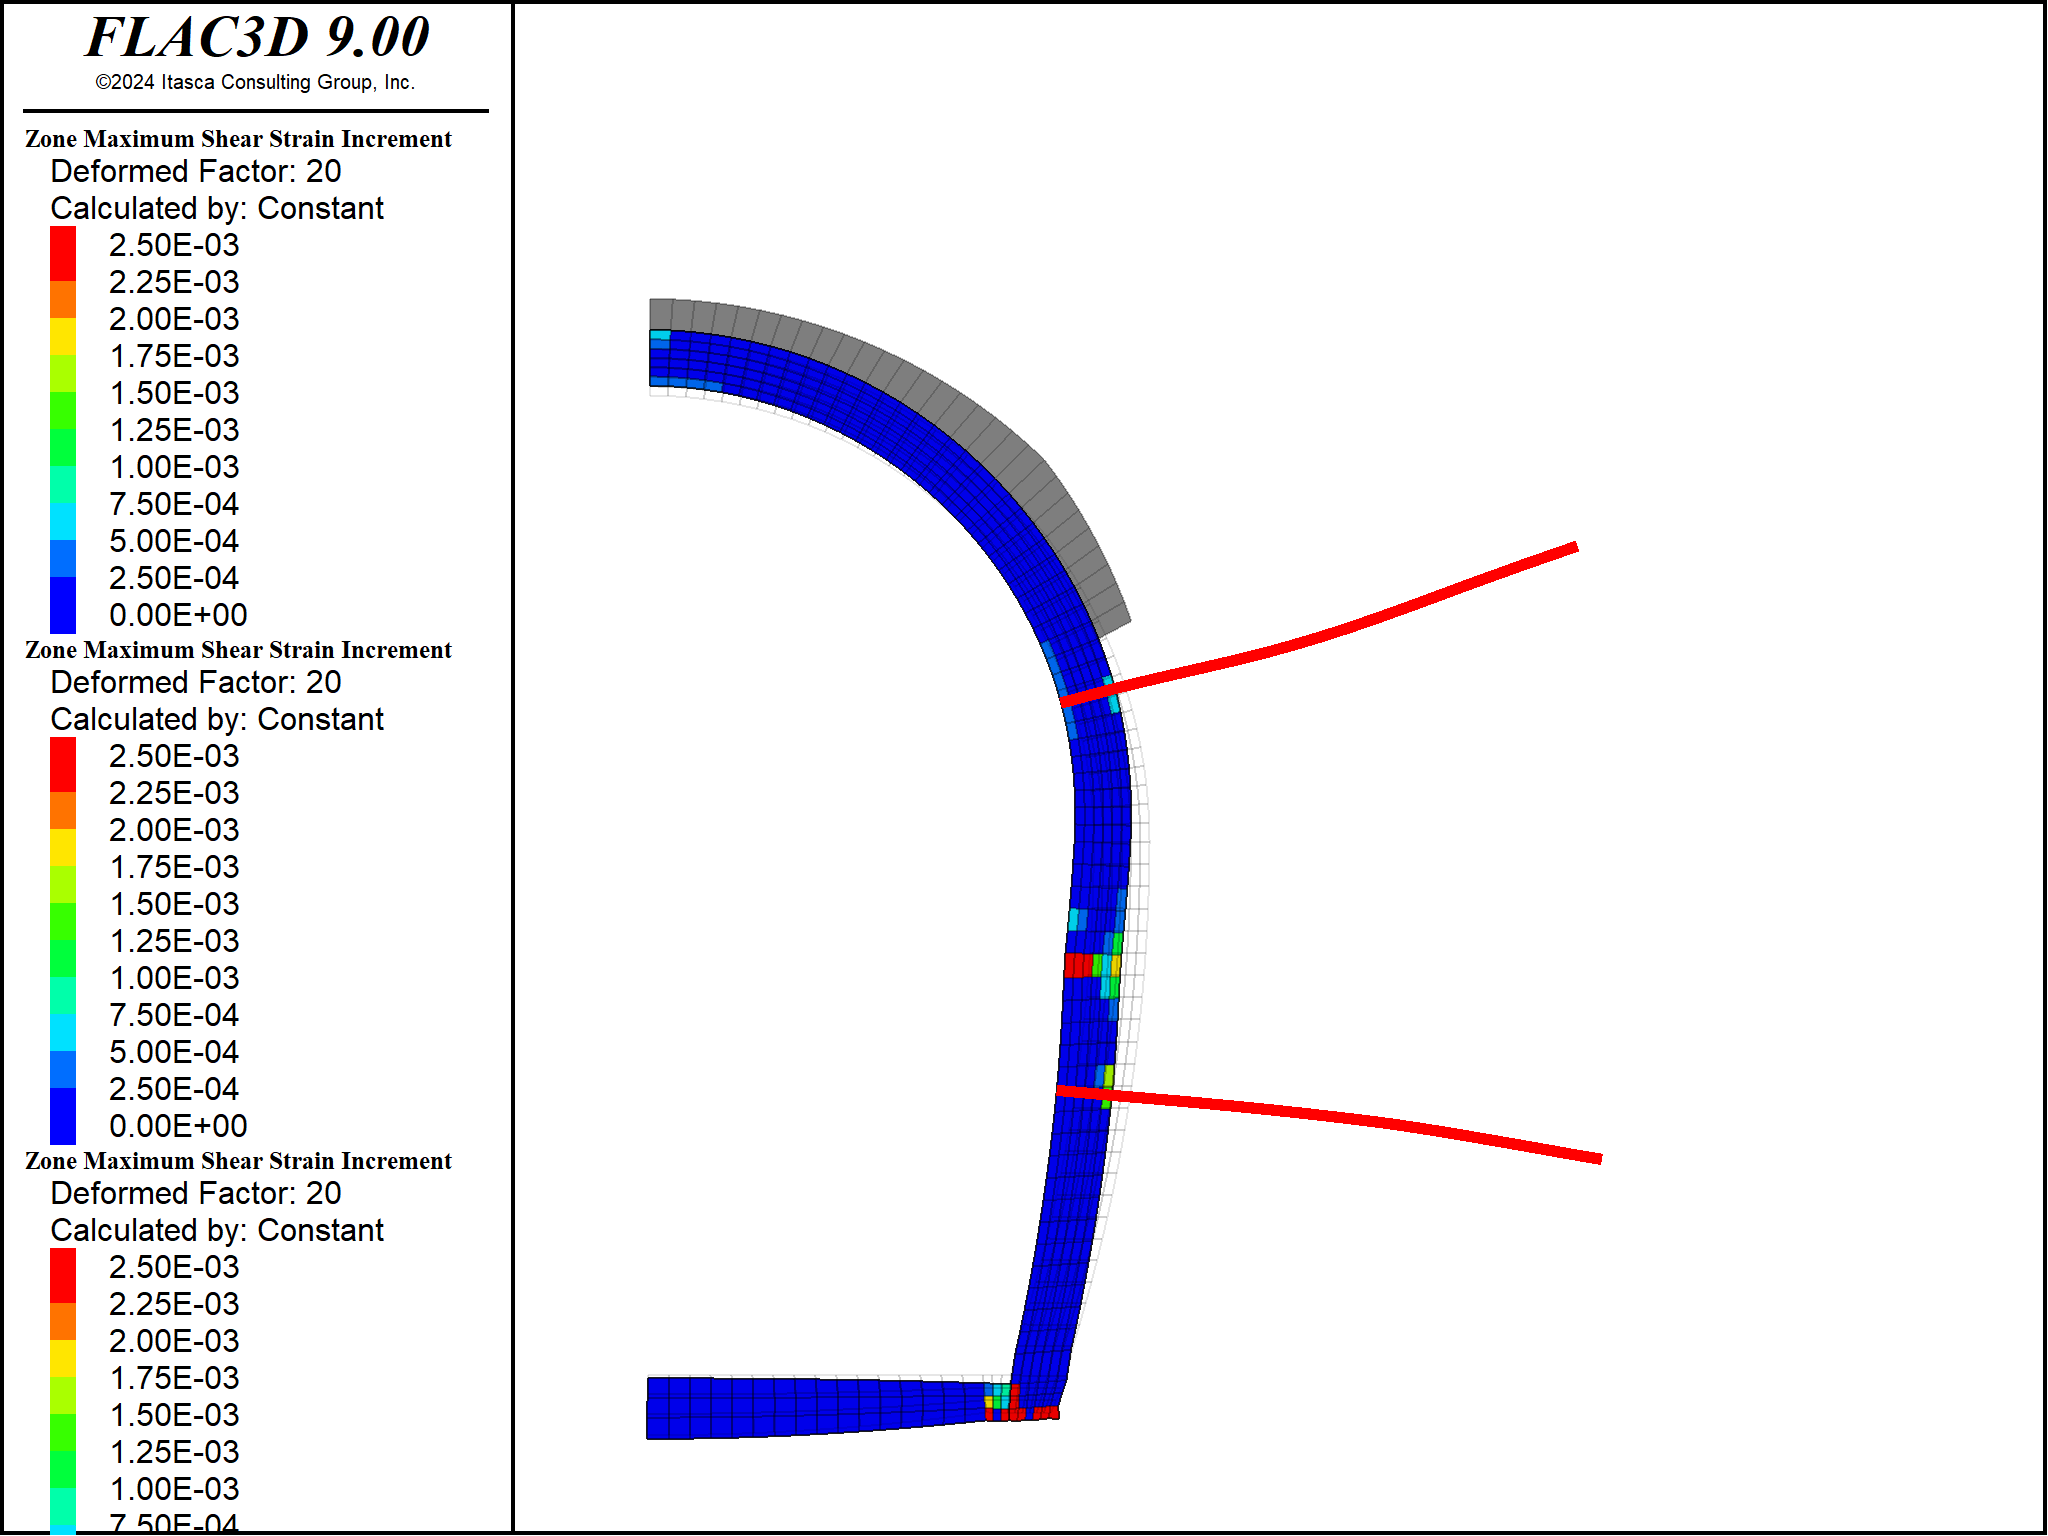 FLAC3D 9.00
©2024 Itasca Consulting Group, Inc.
Zone Maximum Shear Strain Increment
Deformed Factor: 20
Calculated by: Constant
2.50E-03
2.25E-03
2.00E-03
1.75E-03
1.50E-03
1.25E-03
1.00E-03
7.50E-04
5.00E-04
2.50E-04
0.00E+00
Zone Maximum Shear Strain Increment
Deformed Factor: 20
Calculated by: Constant
2.50E-03
2.25E-03
2.00E-03
1.75E-03
1.50E-03
1.25E-03
1.00E-03
7.50E-04
5.00E-04
2.50E-04
0.00E+00
Zone Maximum Shear Strain Increment
Deformed Factor: 20
Calculated by: Constant
2.50E-03
2.25E-03
2.00E-03
1.75E-03
1.50E-03
1.25E-03
1.00E-03
7.50E-04